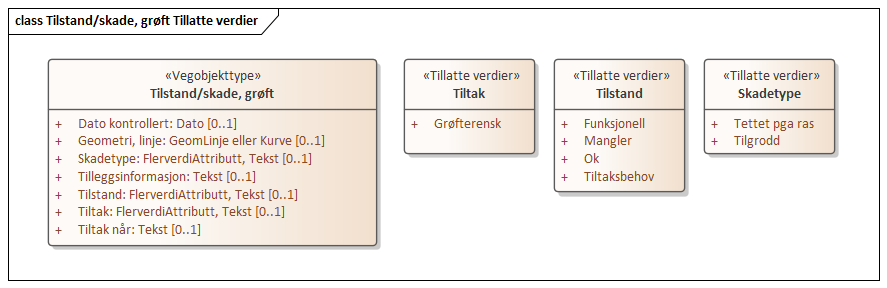 class Tilstand/skade, grøft Tillatte verdier
«Vegobjekttype»
Tilstand/skade, grøft
+ Dato kontrollert: Dato [0..1]
+ Geometri, linje: GeomLinje eller Kurve [0..1]
+ Skadetype: FlerverdiAttributt, Tekst [0..1]
+ Tilleggsinformasjon: Tekst [0..1]
+ Tilstand: FlerverdiAttributt, Tekst [0..1]
+ Tiltak: FlerverdiAttributt, Tekst [0..1]
+ Tiltak når: Tekst [0..1]
«Tillatte verdier»
Tiltak
+ Grøfterensk
«Tillatte verdier»
Tilstand
+ Funksjonell
+ Mangler
+ Ok
+ Tiltaksbehov
«Tillatte verdier»
Skadetype
+ Tettet pga ras
+ Tilgrodd